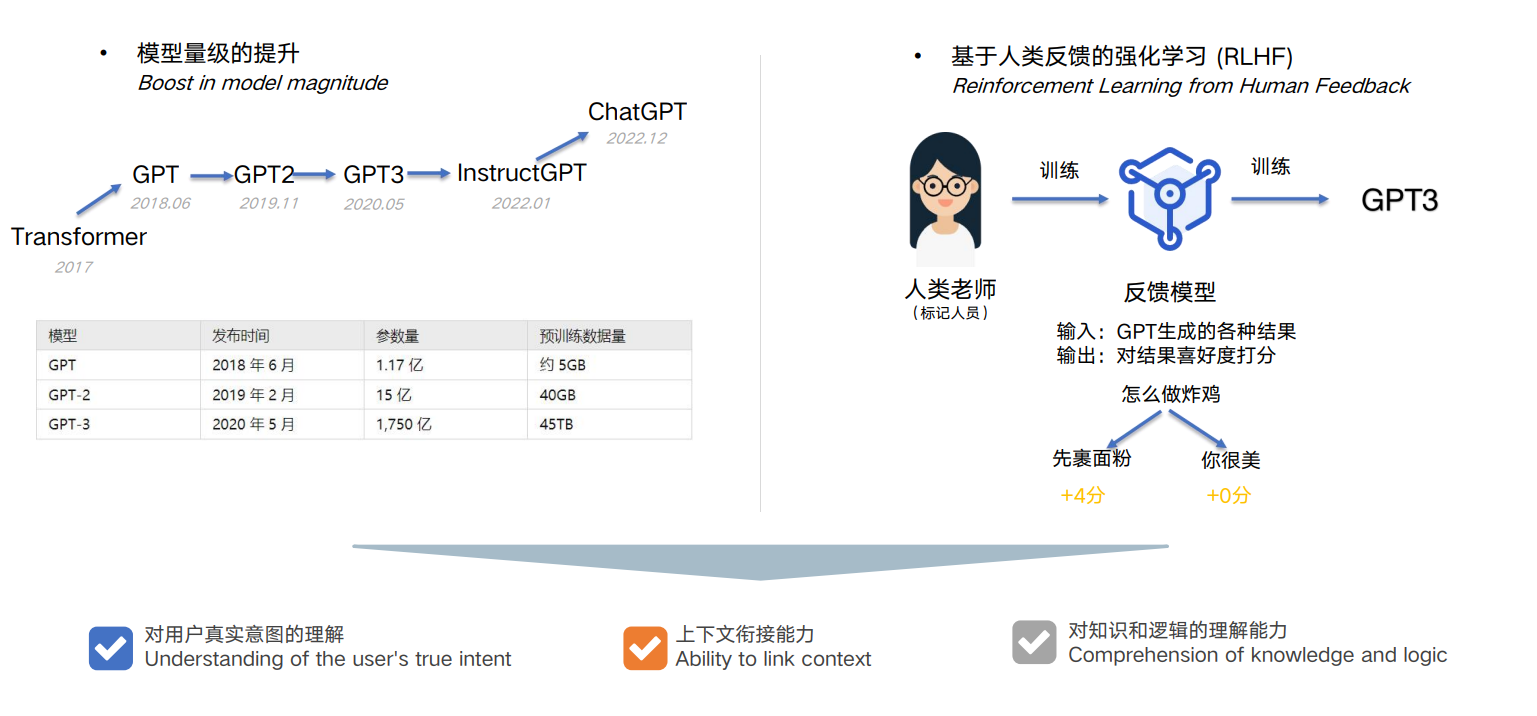 • 模型量级的提升
Boost in model magnitude
ChatGPT
2022.12
GPT GPT2 GPT3 InstructGPT
2018.06 2019.11 2020.05 2022.01
Transformer
2017
模型 发布时间 参数量 预训练数据量
GPT 2018 年 6 月 1.17 亿 约 5GB
GPT-2 2019 年 2 月 15 亿 40GB
GPT-3 2020 年 5 月 1,750 亿 45TB
• 基于人类反馈的强化学习 (RLHF)
Reinforcement Learning from Human Feedback
训练 训练
GPT3
人类老师
(标记人员)
反馈模型
输入：GPT生成的各种结果
输出：对结果喜好度打分
怎么做炸鸡
先裹面粉 你很美
+4分 +0分
对用户真实意图的理解
Understanding of the user's true intent
上下文衔接能力
Ability to link context
对知识和逻辑的理解能力
Comprehension of knowledge and logic